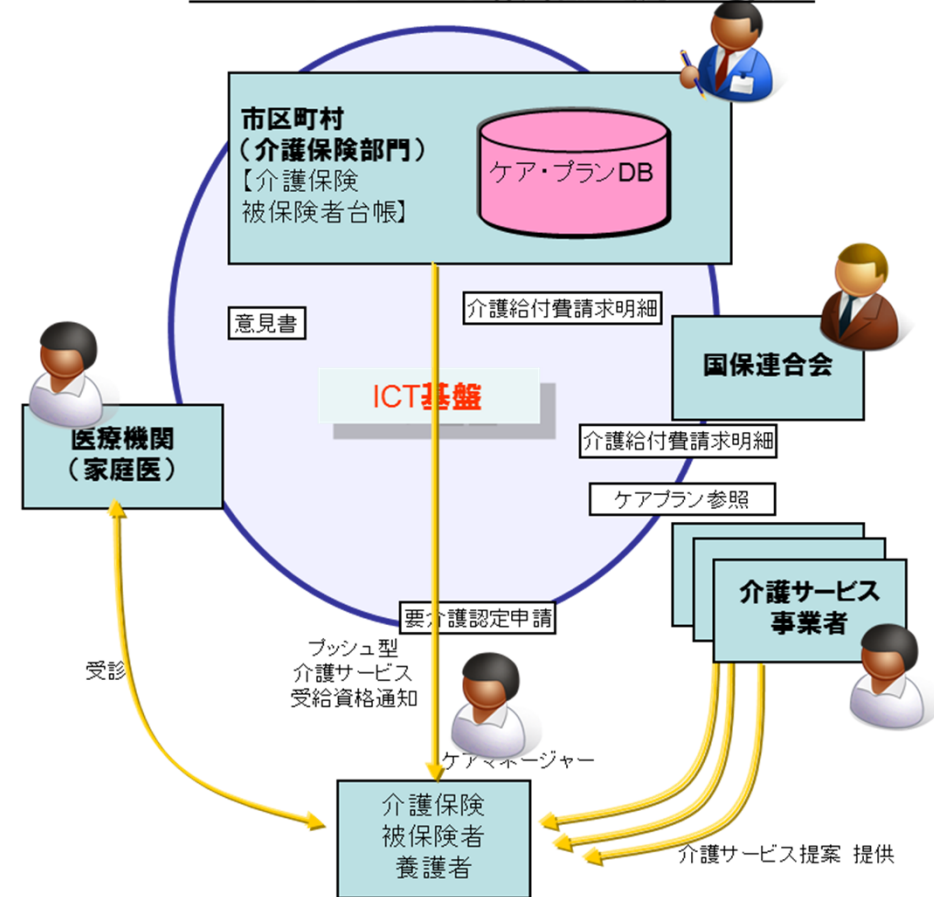 市区町村
（介護保険部門）
【介護保険
被保険者台帳】
ケア・プランDB
意見書
介護給付費請求明細
国保連合会
ICT基盤
医療機関
（家庭医）
介護給付費請求明細
ケアプラン参照
介護サービス
事業者
要介護認定申請
プッシュ型
介護サービス
受給資格通知
受診
ケアマネージャー
介護保険
被保険者
養護者
介護サービス提案 提供